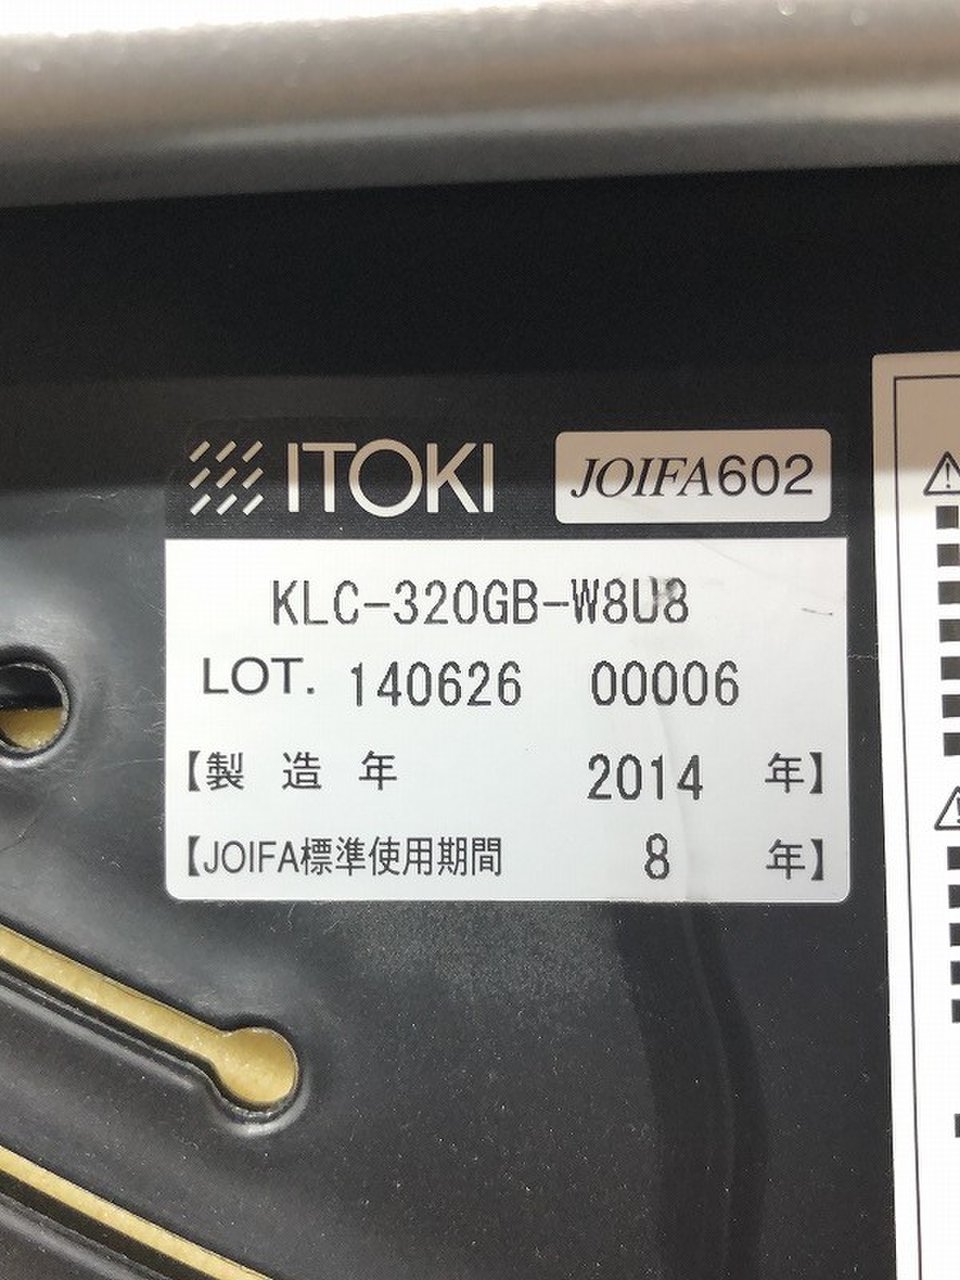 ITOKI JOIFA602
KLC-320GB-W8U8
LOT. 140626 00006
【製造年 2014 年】
【JOIFA標準使用期間 8 年】